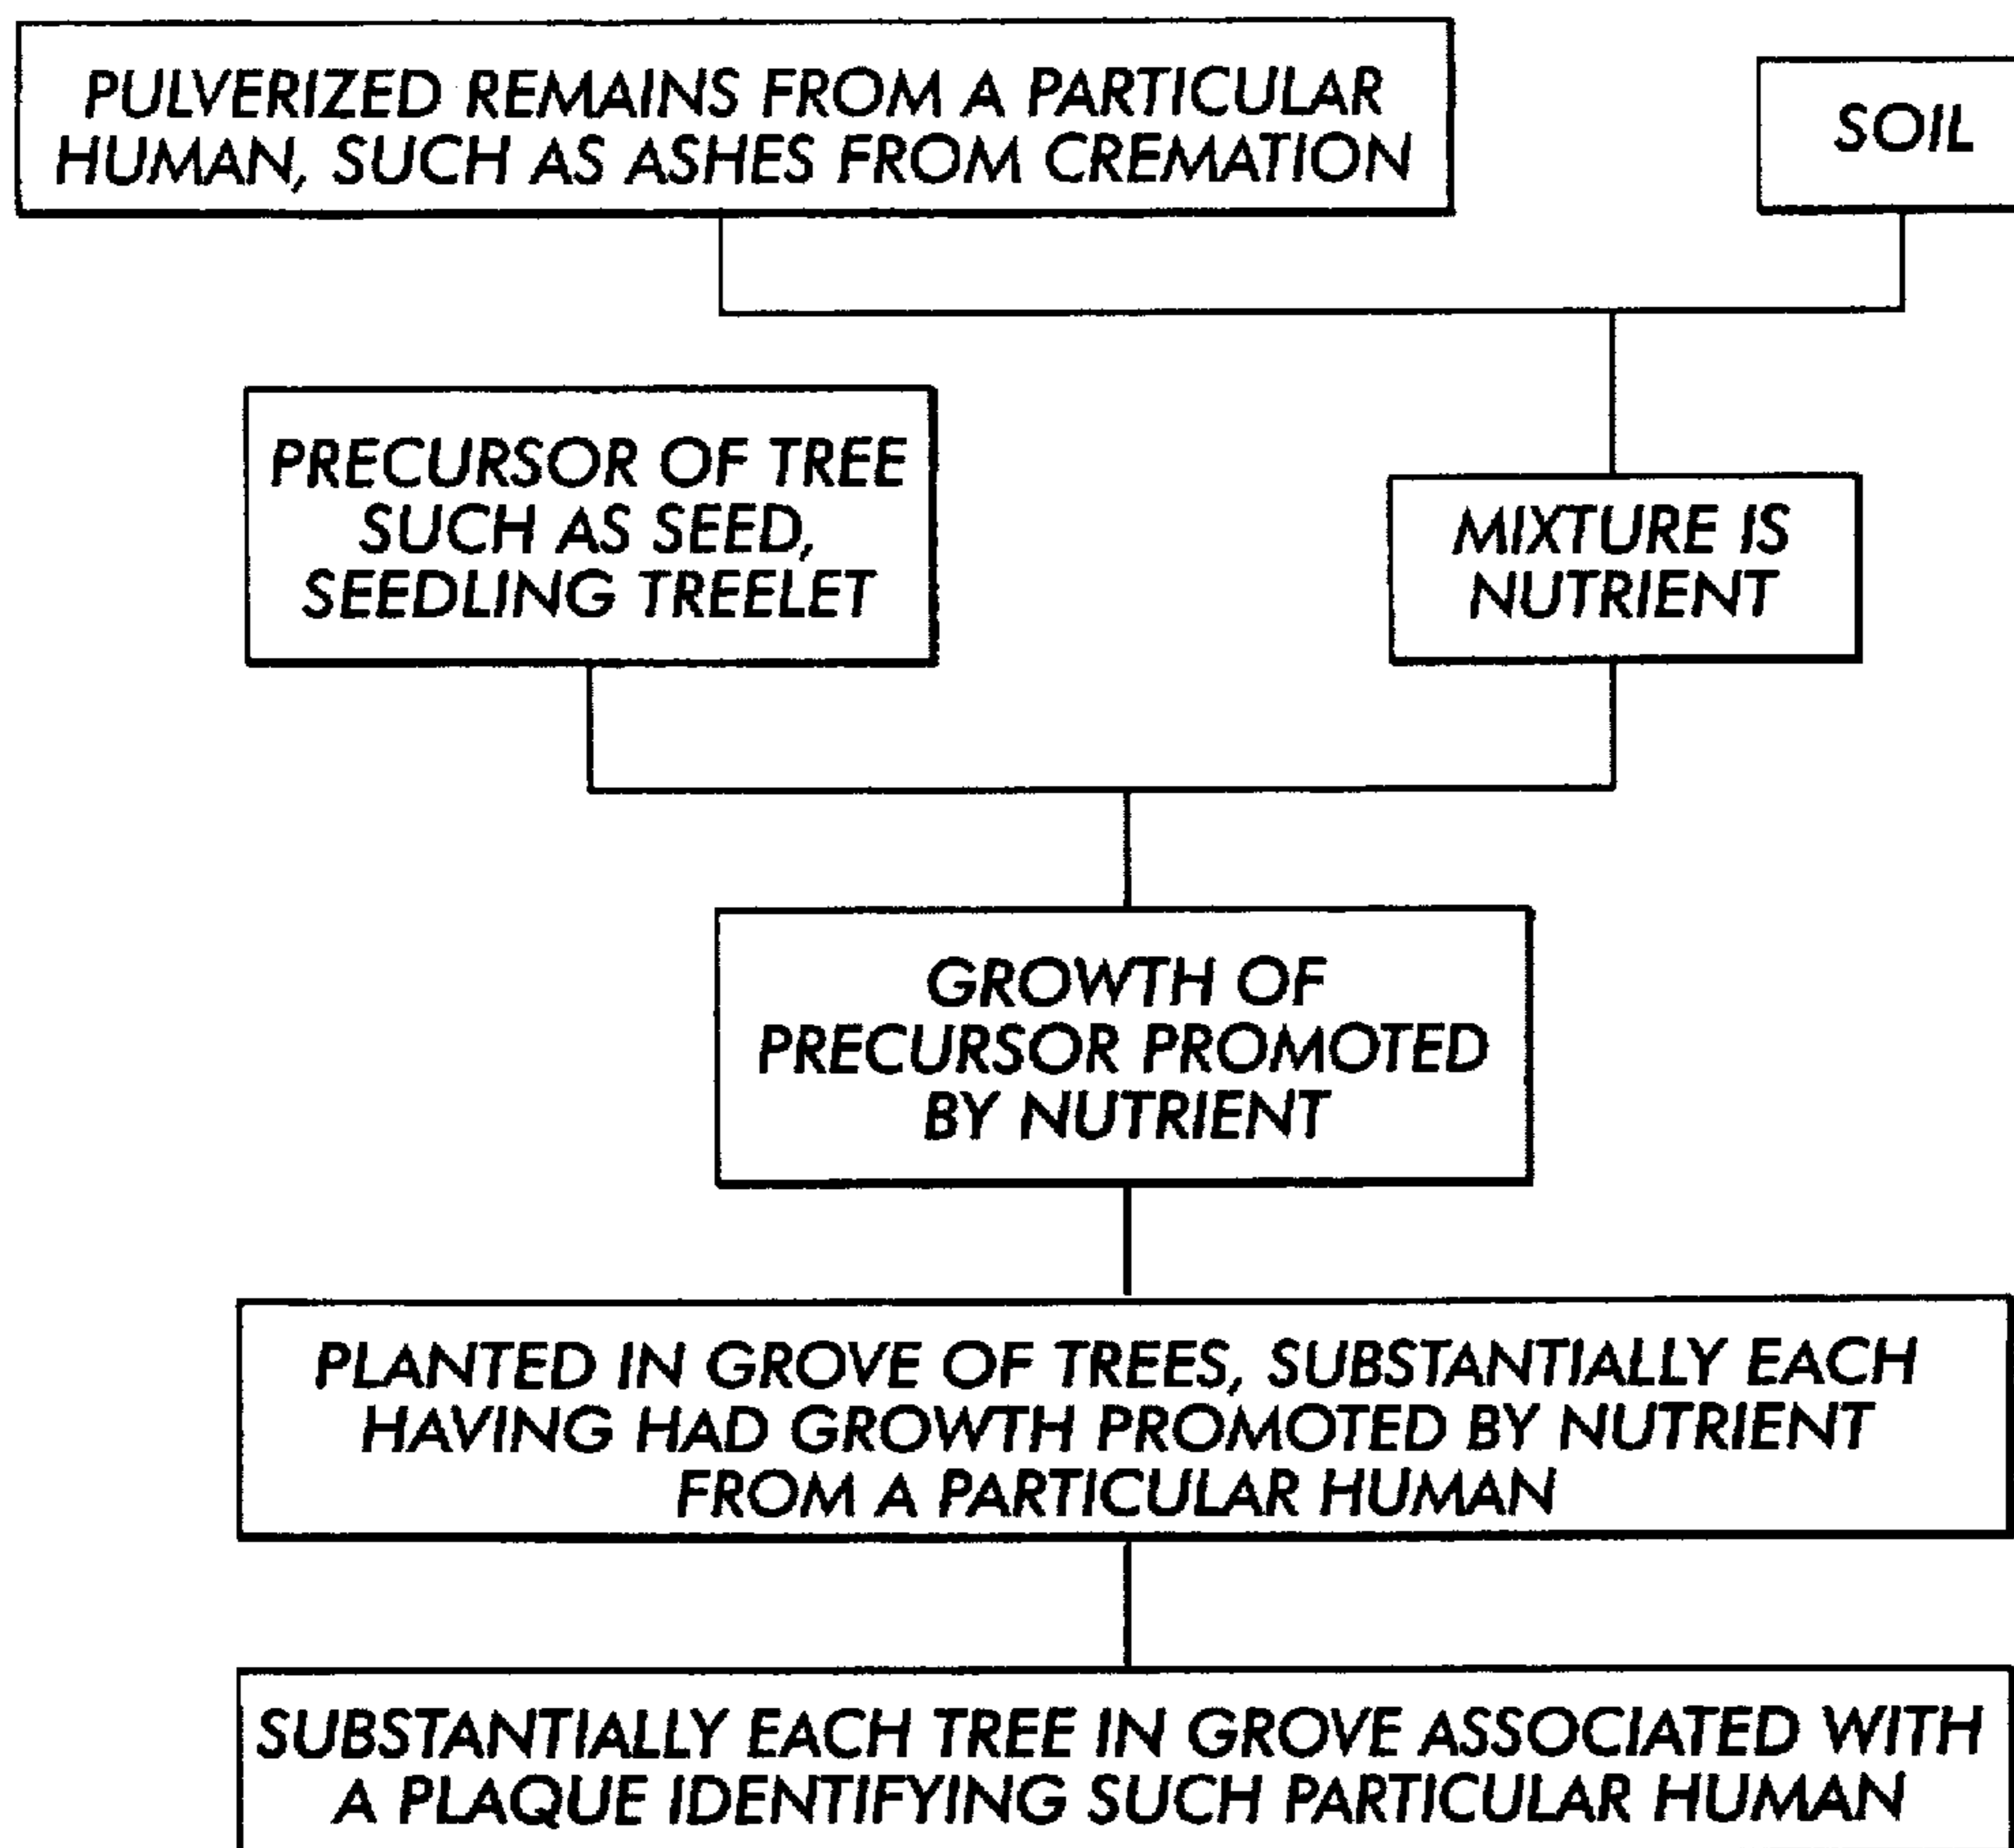 PULVERIZED REMAINS FROM A PARTICULAR
HUMAN, SUCH AS ASHES FROM CREMATION
SOIL
PRECURSOR OF TREE
SUCH AS SEED,
SEEDLING TREELET
MIXTURE IS
NUTRIENT
GROWTH OF
PRECURSOR PROMOTED
BY NUTRIENT
PLANTED IN GROVE OF TREES, SUBSTANTIALLY EACH
HAVING HAD GROWTH PROMOTED BY NUTRIENT
FROM A PARTICULAR HUMAN
SUBSTANTIALLY EACH TREE IN GROVE ASSOCIATED WITH
A PLAQUE IDENTIFYING SUCH PARTICULAR HUMAN